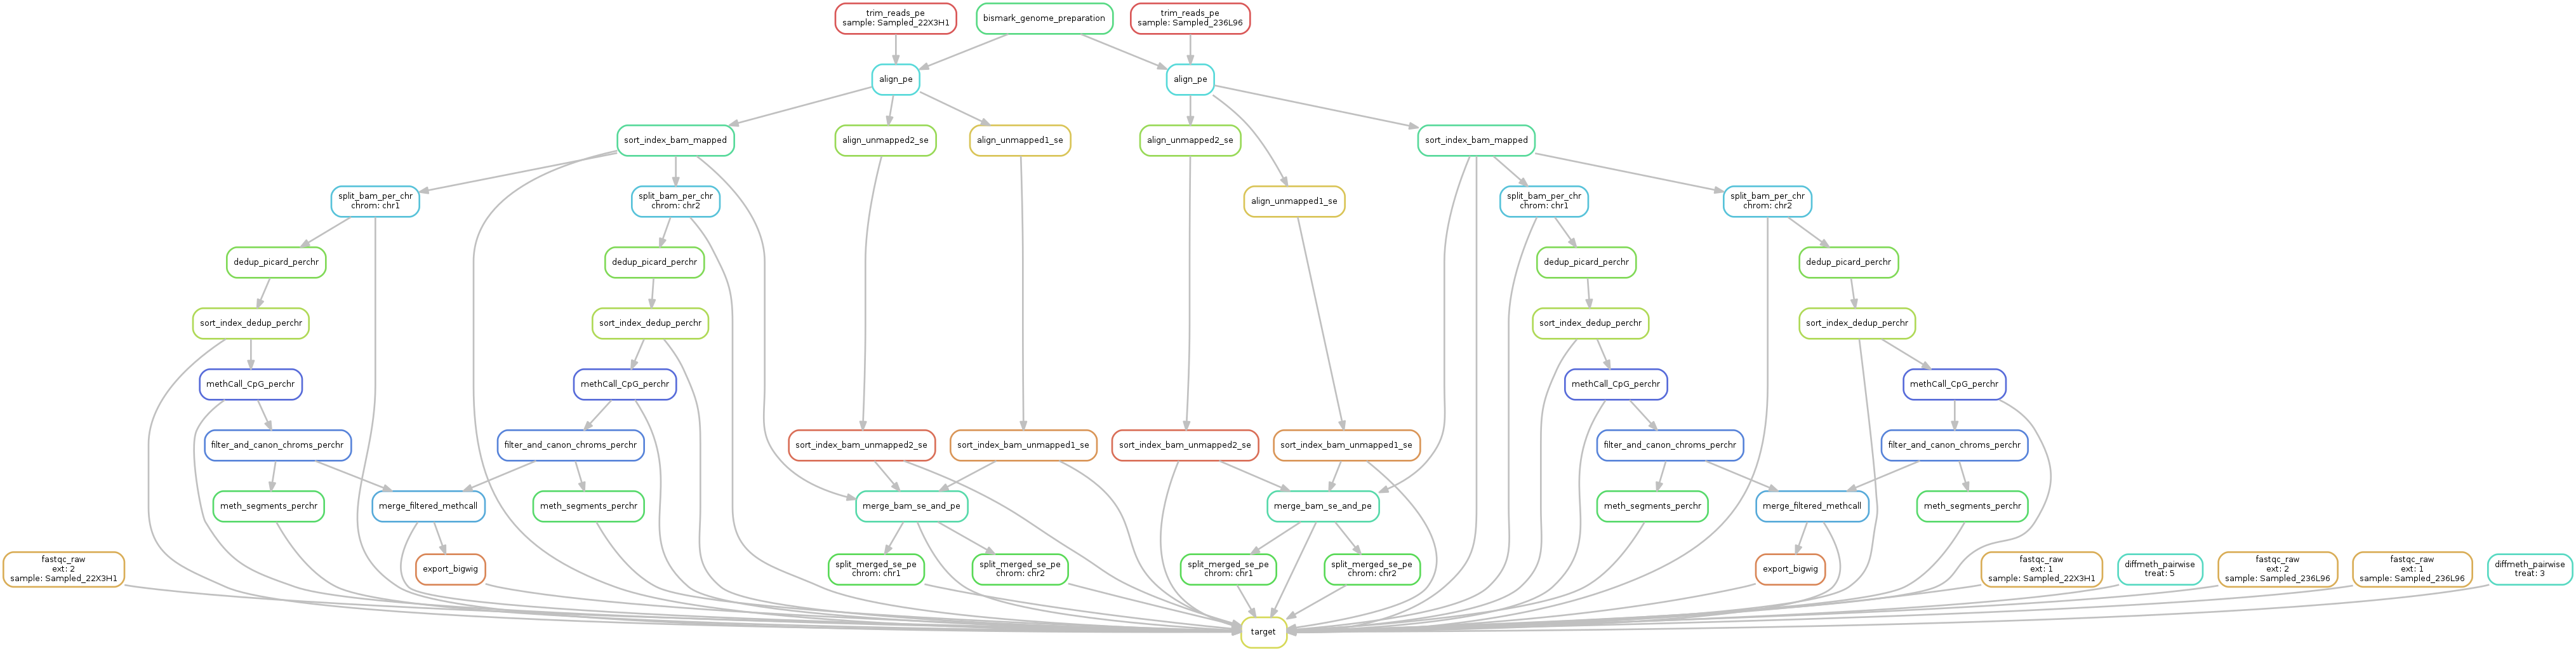 trim_reads_pe
sample: Sampled_22X3H1
bismark_genome_preparation
trim_reads_pe
sample: Sampled_236L96
align_pe
align_pe
sort_index_bam_mapped
align_unmapped2_se
align_unmapped1_se
align_unmapped2_se
sort_index_bam_mapped
split_bam_per_chr
chrom: chr1
split_bam_per_chr
chrom: chr2
align_unmapped1_se
split_bam_per_chr
chrom: chr1
split_bam_per_chr
chrom: chr2
dedup_picard_perchr
dedup_picard_perchr
dedup_picard_perchr
dedup_picard_perchr
sort_index_dedup_perchr
sort_index_dedup_perchr
sort_index_dedup_perchr
sort_index_dedup_perchr
methCall_CpG_perchr
methCall_CpG_perchr
methCall_CpG_perchr
methCall_CpG_perchr
filter_and_canon_chroms_perchr
filter_and_canon_chroms_perchr
sort_index_bam_unmapped2_se
sort_index_bam_unmapped1_se
sort_index_bam_unmapped2_se
sort_index_bam_unmapped1_se
filter_and_canon_chroms_perchr
filter_and_canon_chroms_perchr
meth_segments_perchr
merge_filtered_methcall
meth_segments_perchr
merge_bam_se_and_pe
merge_bam_se_and_pe
meth_segments_perchr
merge_filtered_methcall
meth_segments_perchr
fastqc_raw
ext: 2
sample: Sampled_22X3H1
export_bigwig
split_merged_se_pe
chrom: chr1
split_merged_se_pe
chrom: chr2
split_merged_se_pe
chrom: chr1
split_merged_se_pe
chrom: chr2
export_bigwig
fastqc_raw
ext: 1
sample: Sampled_22X3H1
diffmeth_pairwise
treat: 5
fastqc_raw
ext: 2
sample: Sampled_236L96
fastqc_raw
ext: 1
sample: Sampled_236L96
diffmeth_pairwise
treat: 3
target